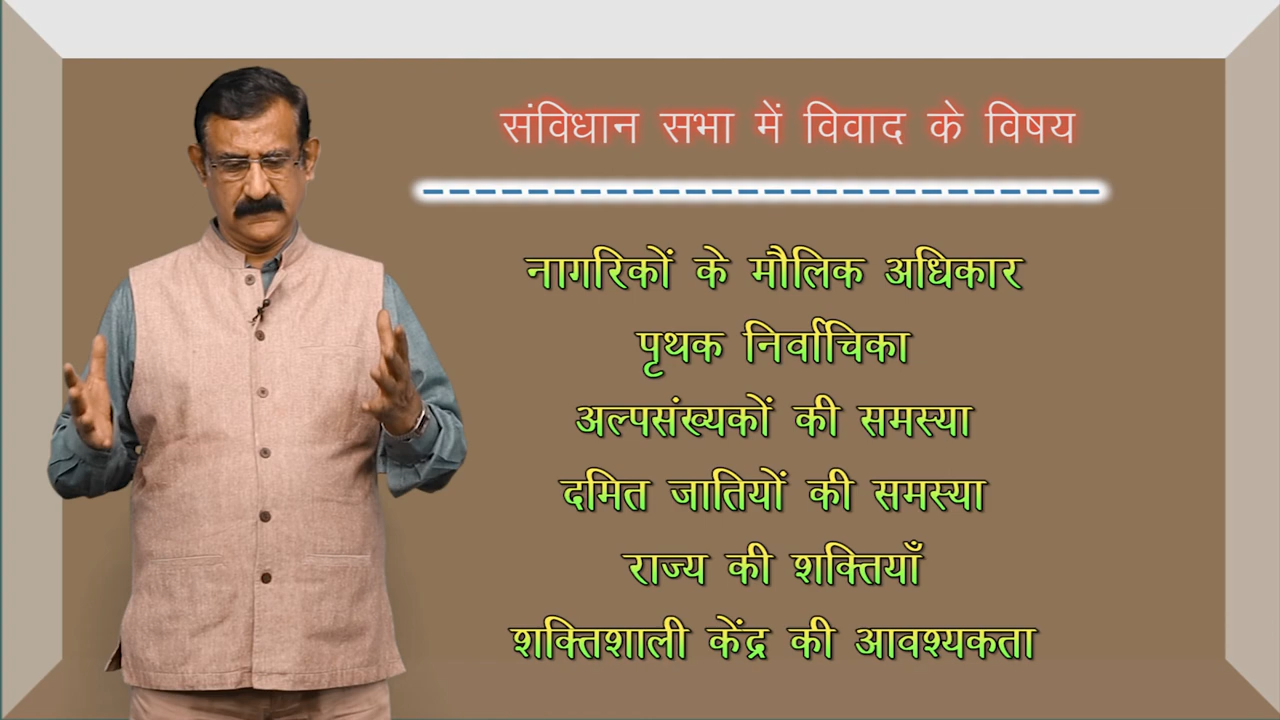 संविधान सभा में विवाद के विषय
नागरिकों के मौलिक अधिकार
पृथक निर्वाचिका
अल्पसंख्यकों की समस्या
दमित जातियों की समस्या
राज्य की शक्तियाँ
शक्तिशाली केंद्र की आवश्यकता